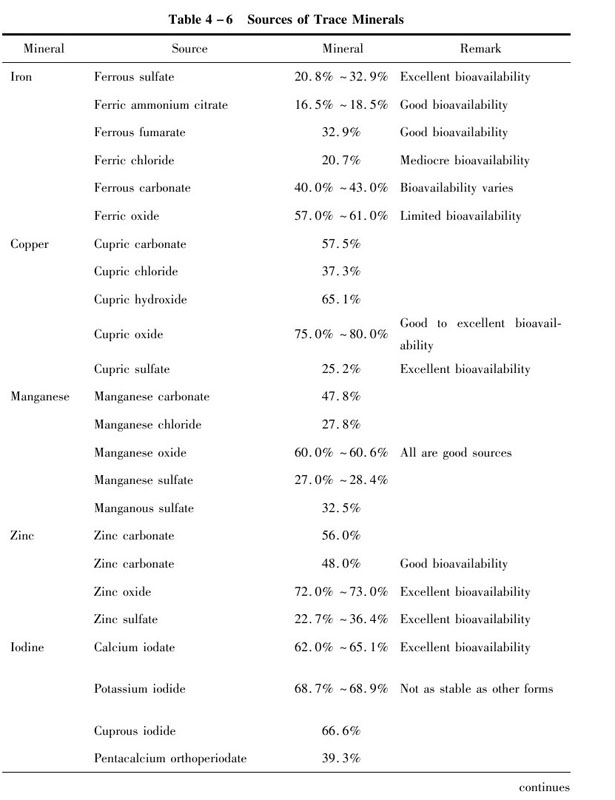 Table 4-6 Sources of Trace Minerals
Mineral Source Mineral Remark
Iron Ferrous sulfate 20.8% ~32.9% Excellent bioavailability
Ferric ammonium citrate 16.5% ~18.5% Good bioavailability
Ferrous fumarate 32.9% Good bioavailability
Ferric chloride 20.7% Mediocre bioavailability
Ferrous carbonate 40.0% ~43.0% Bioavailability varies
Ferric oxide 57.0% ~61.0% Limited bioavailability
Copper Cupric carbonate 57.5%
Cupric chloride 37.3%
Cupric hydroxide 65.1%
Cupric oxide 75.0% ~80.0% Good to excellent bioavail-
ability
Cupric sulfate 25.2% Excellent bioavailability
Manganese Manganese carbonate 47.8%
Manganese chloride 27.8%
Manganese oxide 60.0% ~60.6% All are good sources
Manganese sulfate 27.0% ~28.4%
Manganous sulfate 32.5%
Zinc Zinc carbonate 56.0%
Zinc carbonate 48.0% Good bioavailability
Zinc oxide 72.0% ~73.0% Excellent bioavailability
Zinc sulfate 22.7% ~36.4% Excellent bioavailability
Iodine Calcium iodate 62.0% ~65.1% Excellent bioavailability
Potassium iodide 68.7% ~68.9% Not as stable as other forms
Cuprous iodide 66.6%
Pentacalcium orthoperiodate 39.3%
continues